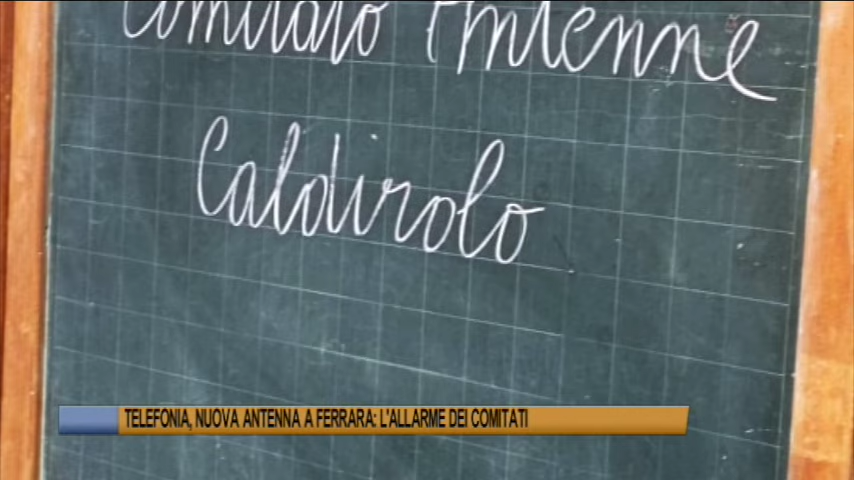 Comitato Antenne
Caldirolo
TELEFONIA, NUOVA ANTENNA A FERRARA: L'ALLARME DEI COMITATI